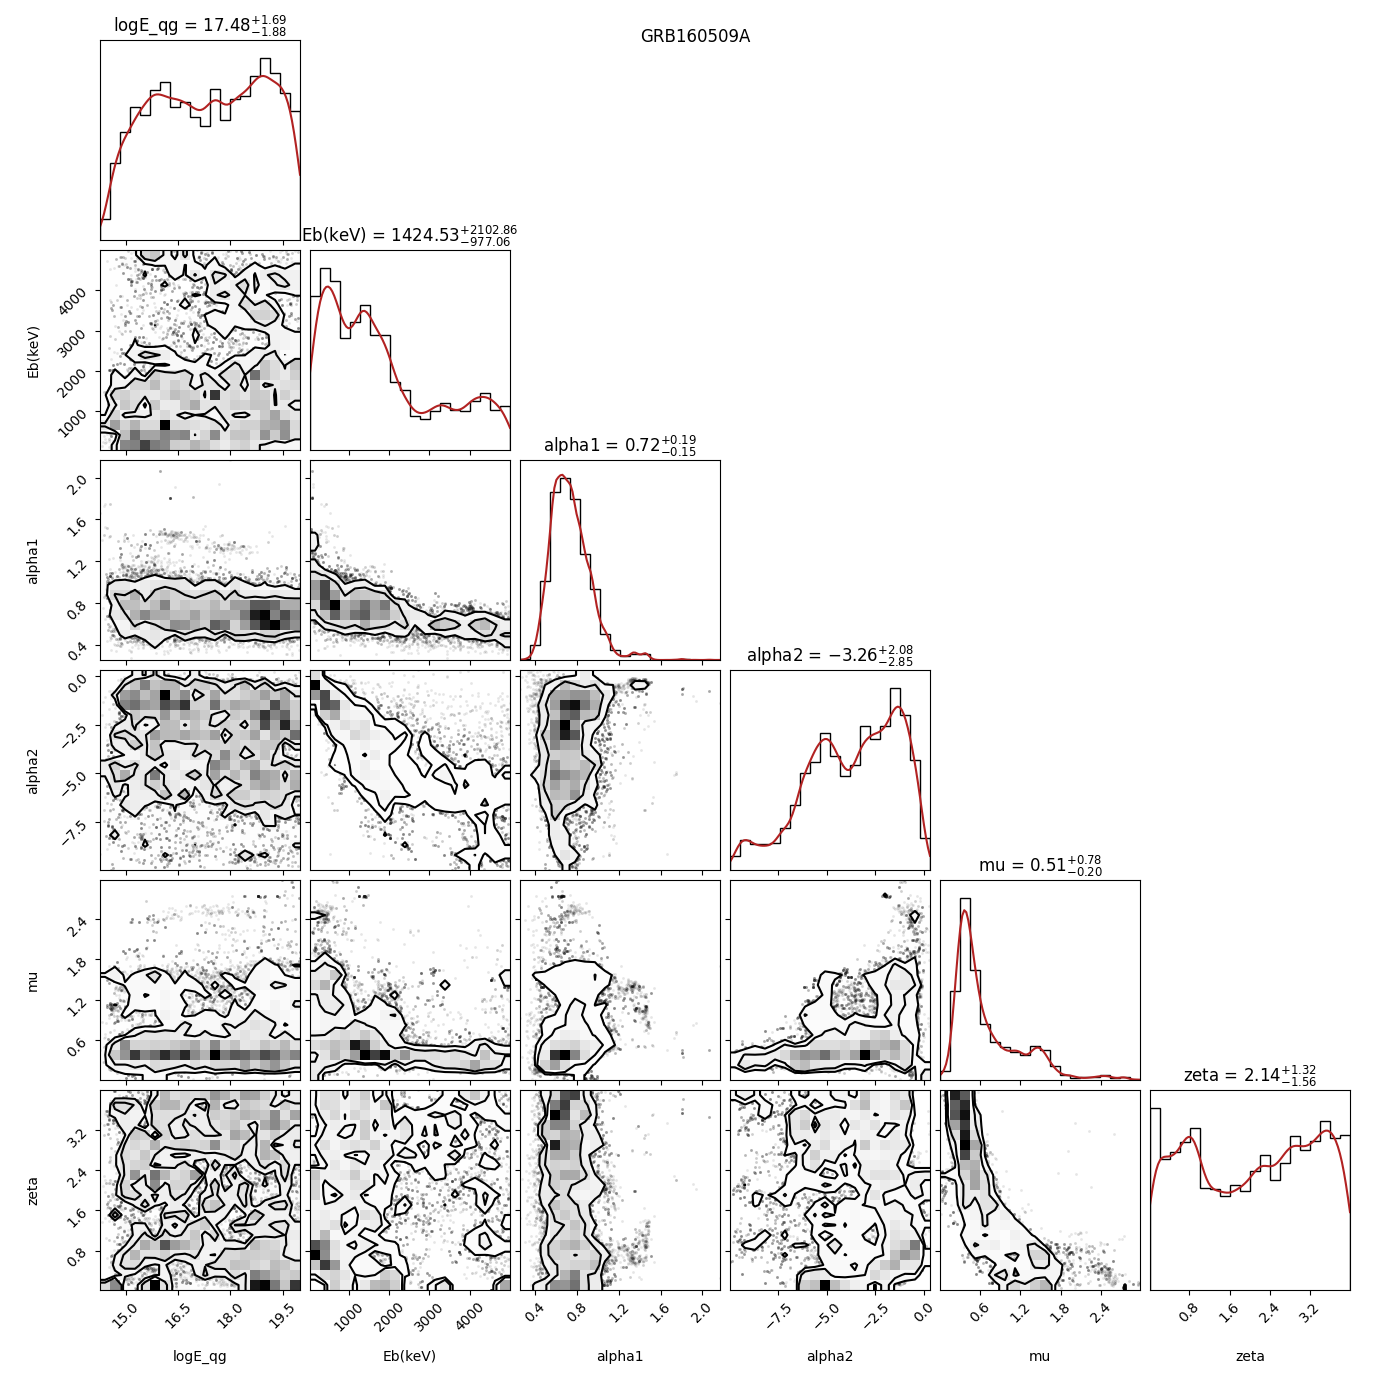 logE_qg = 17.48+1.69 −1.88
GRB160509A
Eb(keV) = 1424.53+2102.86 −977.06
Eb(keV)
4000
3000
2000
1000
alpha1 = 0.72+0.19 −0.15
alpha1
2.0
1.6
1.2
0.8
0.4
alpha2 = −3.26+2.08 −2.85
alpha2
0.0
−2.5
−5.0
−7.5
mu = 0.51+0.78 −0.20
mu
2.4
1.8
1.2
0.6
zeta = 2.14+1.32 −1.56
zeta
3.2
2.4
1.6
0.8
15.0 16.5 18.0 19.5
1000 2000 3000 4000
0.4 0.8 1.2 1.6 2.0
−7.5 −5.0 −2.5 0.0
0.6 1.2 1.8 2.4
0.8 1.6 2.4 3.2
logE_qg Eb(keV) alpha1 alpha2 mu zeta